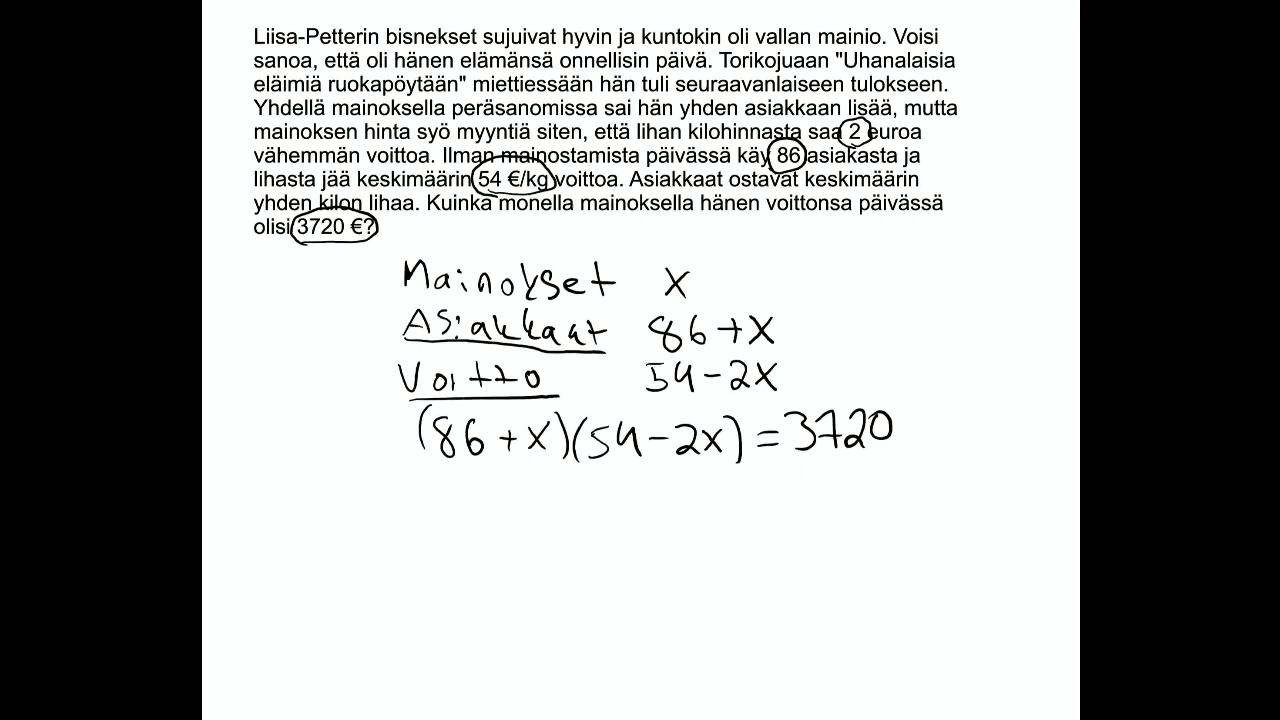 Liisa-Petterin bisnekset sujuivat hyvin ja kuntokin oli vallan mainio. Voisi
sanoa, että oli hänen elämänsä onnellisin päivä. Torikojuaan "Uhanalaisia
eläimiä ruokapöytään" miettiessään hän tuli seuraavanlaiseen tulokseen.
Yhdellä mainoksella peräsanomissa sai hän yhden asiakkaan lisää, mutta
mainoksen hinta syö myyntiä siten, että lihan kilohinnasta saa 2 euroa
vähemmän voittoa. Ilman mainostamista päivässä käy 86 asiakasta ja
lihasta jää keskimäärin 54 €/kg voittoa. Asiakkaat ostavat keskimäärin
yhden kilon lihaa. Kuinka monella mainoksella hänen voittonsa päivässä
olisi 3720 €?
Mainokset x
Asiakkaat 86+x
Voitto 54-2x
(86+x)(54-2x)=3720